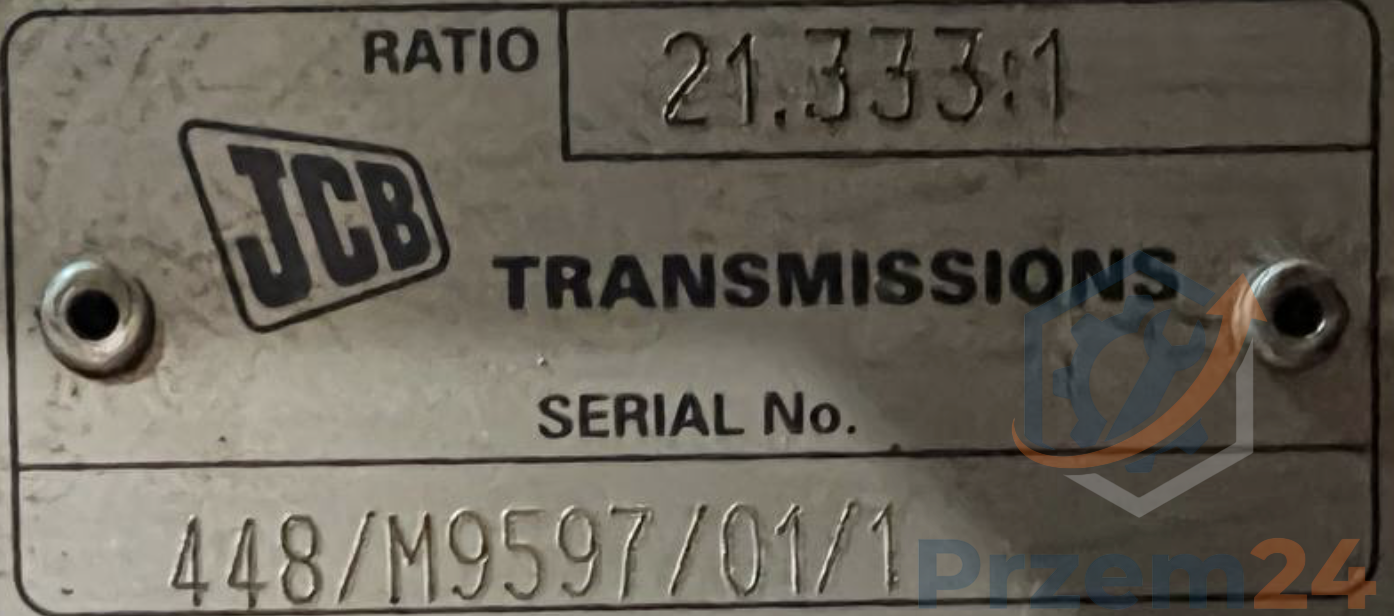 RATIO 21.333:1
JCB
TRANSMISSIONS
SERIAL No.
448/M9597/01/1
Przem24